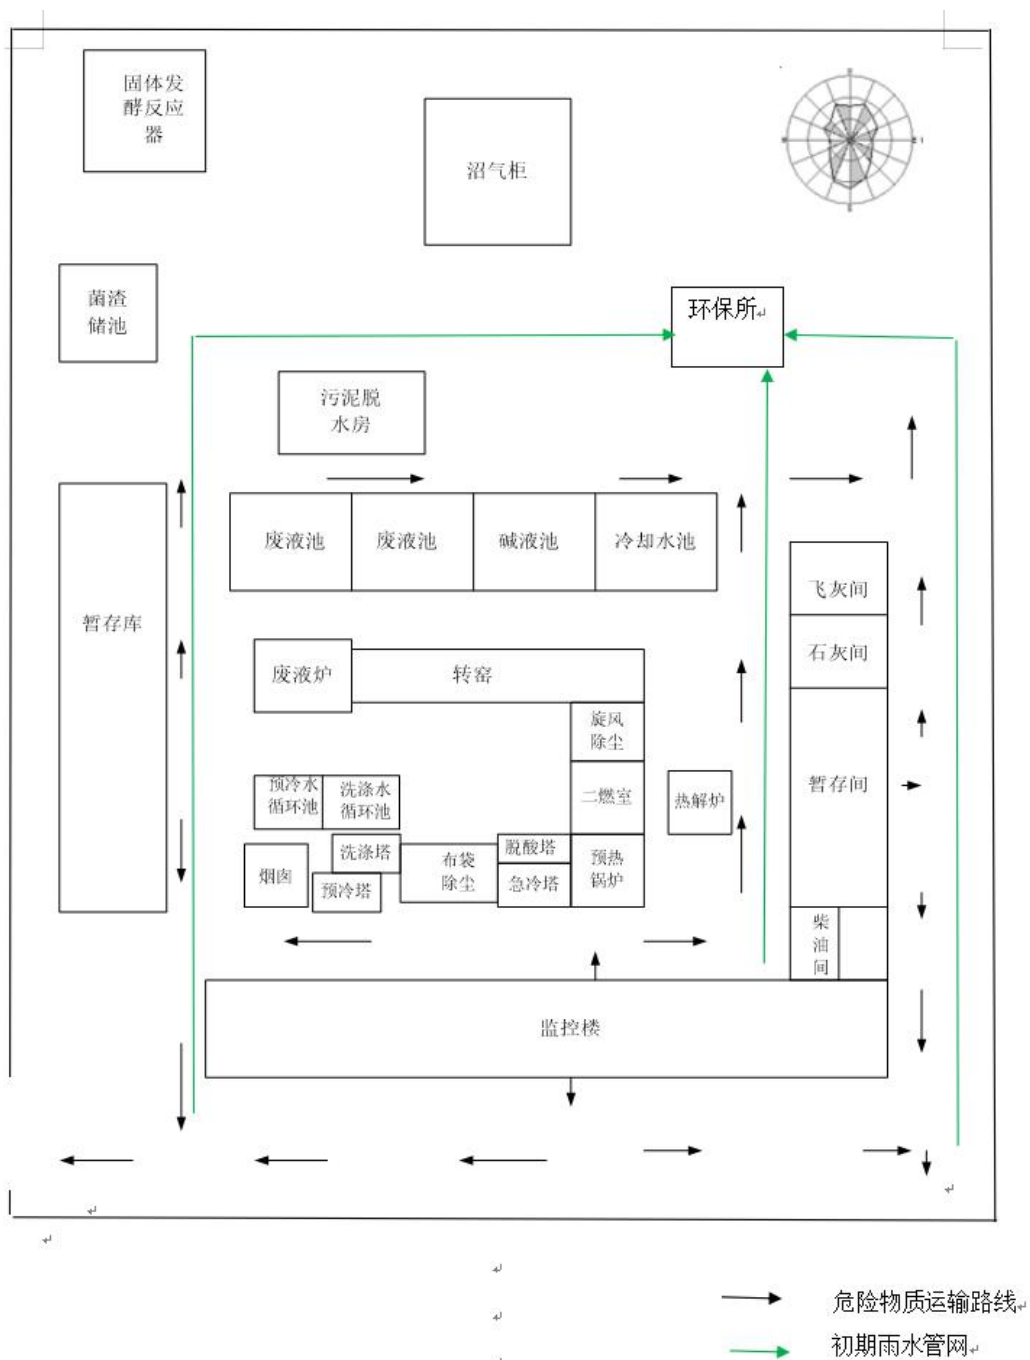 固体发
酵反应
器
沼气柜
菌渣
储池
环保所
污泥脱
水房
废液池
废液池
碱液池
冷却水池
暂存库
飞灰间
石灰间
暂存间
柴
油
间
废液炉
转窑
旋风
除尘
二燃室
热解炉
预冷水
循环池
洗涤水
循环池
烟囱
洗涤塔
预冷塔
布袋
除尘
脱酸塔
急冷塔
预热
锅炉
监控楼
危险物质运输路线
初期雨水管网